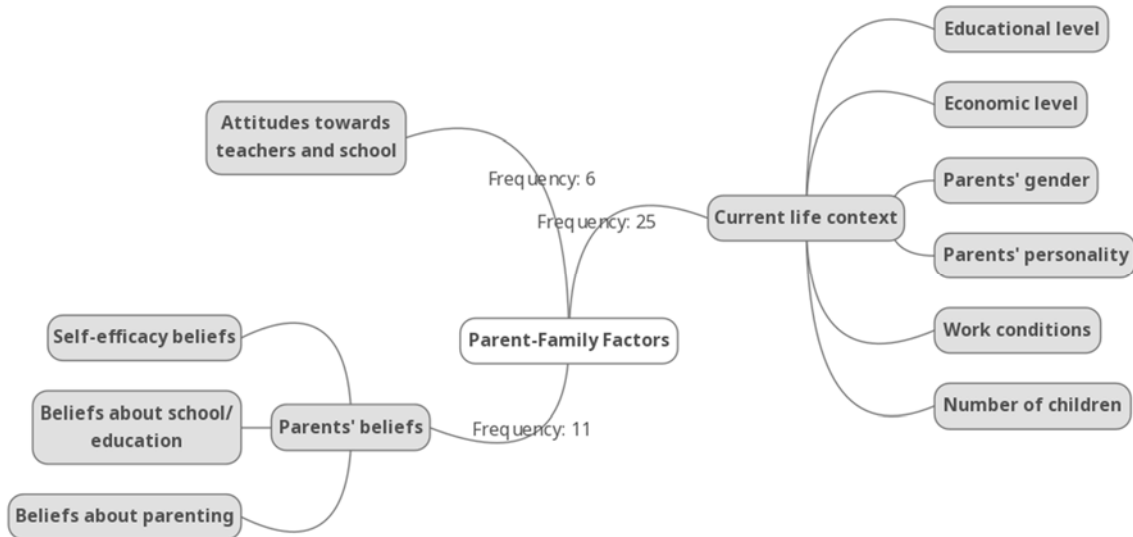 Educational level
Economic level
Attitudes towards
teachers and school
Frequency: 6
Parents' gender
Frequency: 25
Current life context
Parents' personality
Self-efficacy beliefs
Parent-Family Factors
Work conditions
Beliefs about school/
education
Parents' beliefs
Frequency: 11
Number of children
Beliefs about parenting